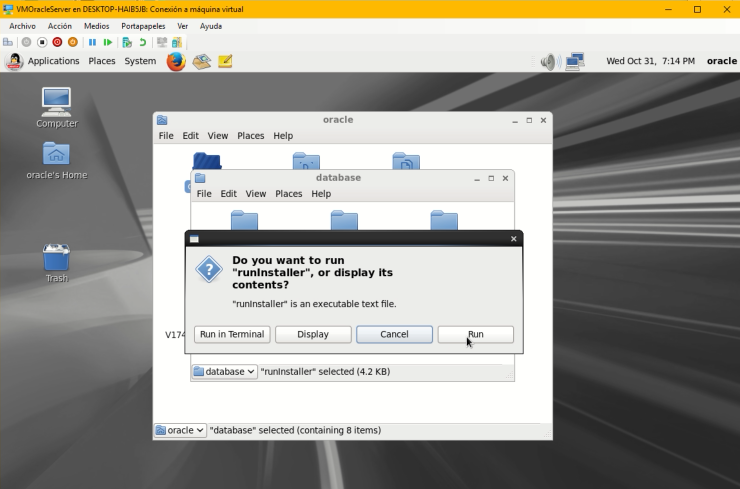 VMOracleServer en DESKTOP-HAIB5JB: Conexión a máquina virtual
Archivo Acción Medios Portapapeles Ver Ayuda
Applications Places System Wed Oct 31, 7:14 PM oracle
Computer
oracle's Home
Trash
oracle
File Edit View Places Help
database
File Edit View Places Help
Do you want to run
"runInstaller", or display its
contents?
"runInstaller" is an executable text file.
V174
Run in Terminal Display Cancel Run
database "runInstaller" selected (4.2 KB)
oracle "database" selected (containing 8 items)